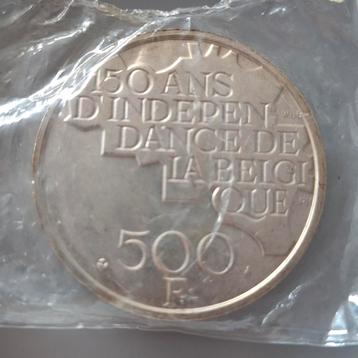 150 ANS
D'INDEPEN
DANCE DE
LA BELGI
QUE
500
F